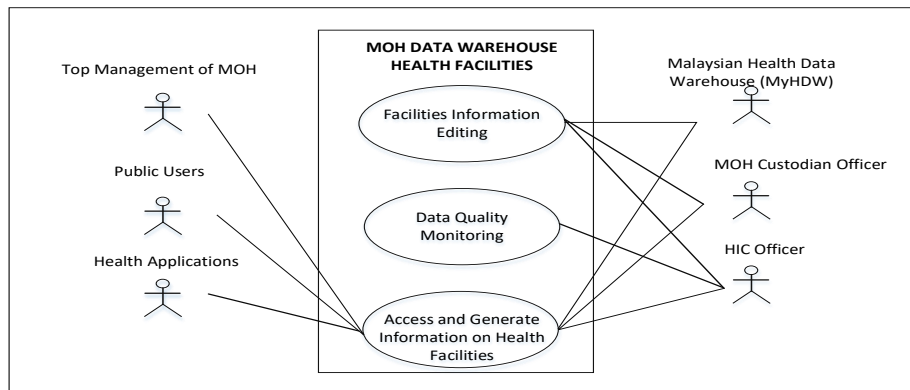 MOH DATA WAREHOUSE
HEALTH FACILITIES
Top Management of MOH
Public Users
Health Applications
Facilities Information
Editing
Data Quality
Monitoring
Access and Generate
Information on Health
Facilities
Malaysian Health Data
Warehouse (MyHDW)
MOH Custodian Officer
HIC Officer